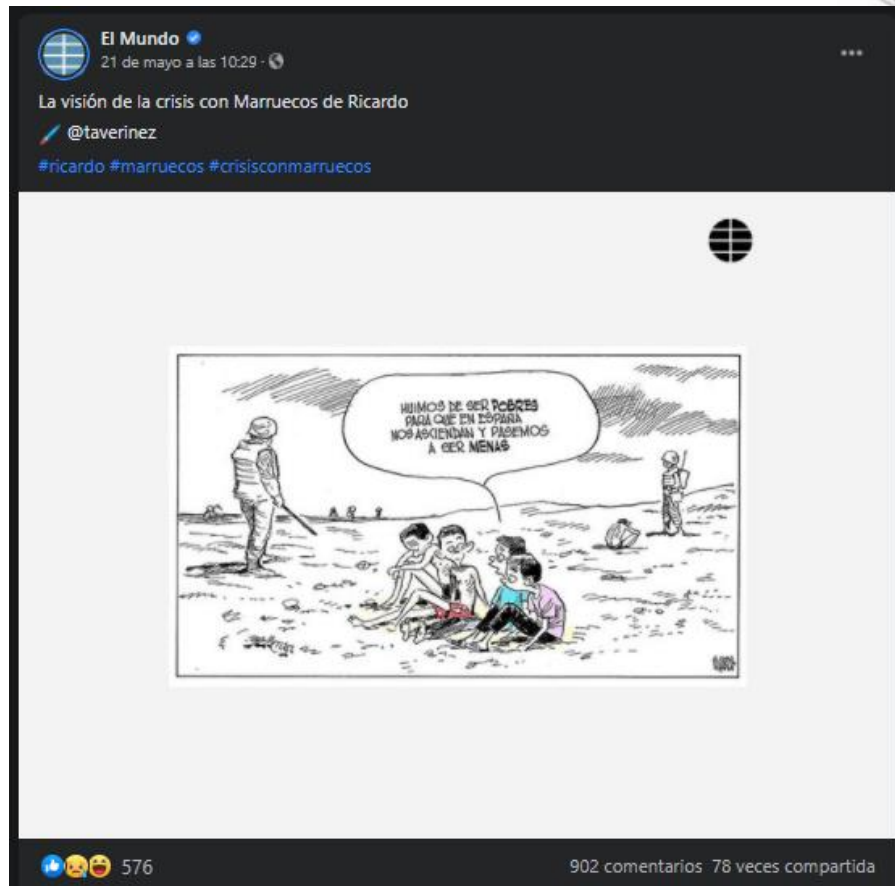 El Mundo
21 de mayo a las 10:29 ·
La visión de la crisis con Marruecos de Ricardo
@taverinez
#ricardo #marruecos #crisisconmarruecos
HUIMOS DE SER POBRES
PARA QUE EN ESPAÑA
NOS ASCIENDAN Y PASEMOS
A SER MENAS
576
902 comentarios 78 veces compartida